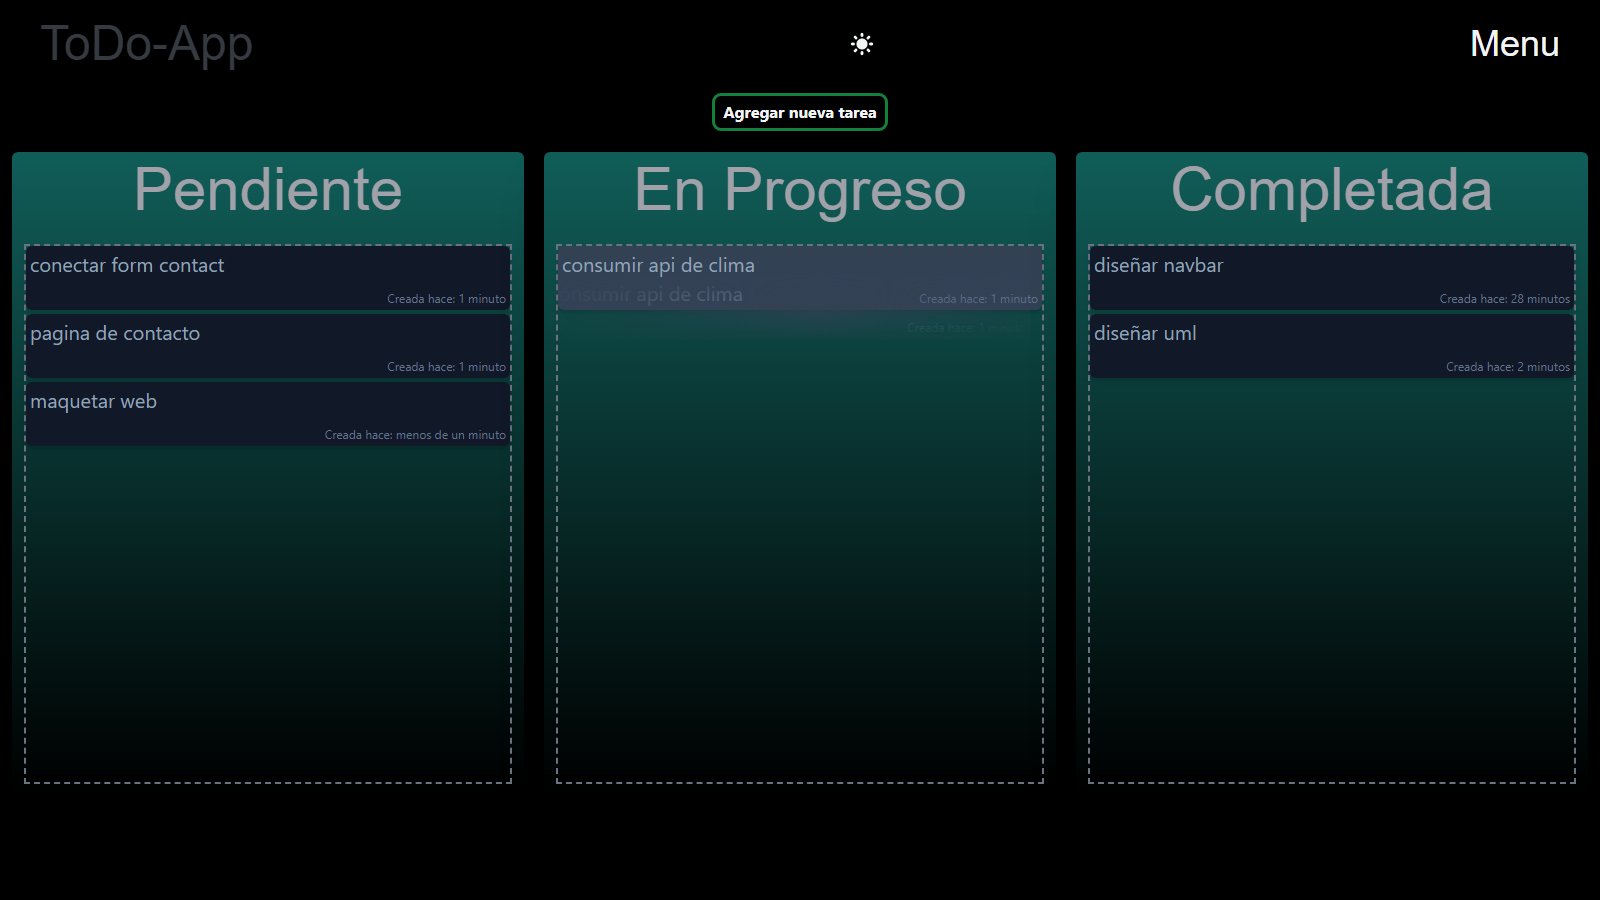 ToDo-App
Menu
Agregar nueva tarea
Pendiente
conectar form contact
Creada hace: 1 minuto
pagina de contacto
Creada hace: 1 minuto
maquetar web
Creada hace: menos de un minuto
En Progreso
consumir api de clima
consumir api de clima
Creada hace: 1 minuto
Creada hace: 1 minuto
Completada
diseñar navbar
Creada hace: 28 minutos
diseñar uml
Creada hace: 2 minutos